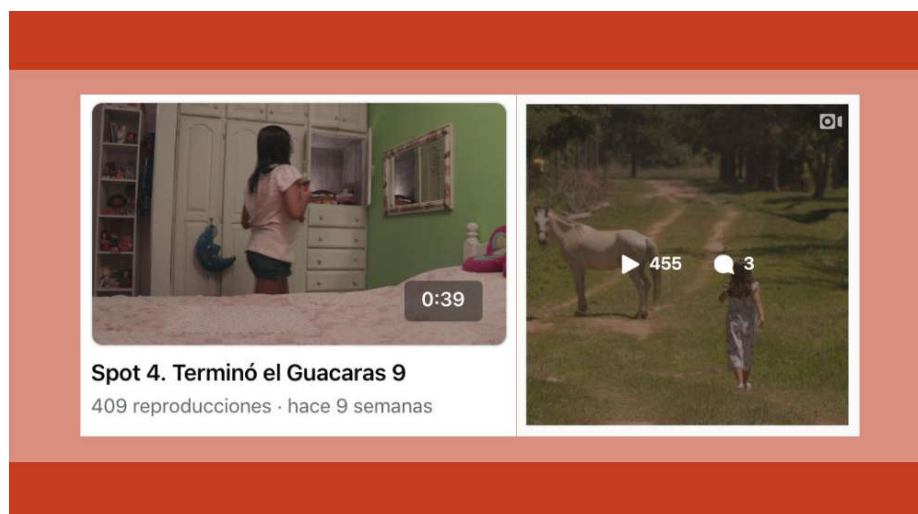 0:39
Spot 4. Terminó el Guacaras 9
409 reproducciones · hace 9 semanas
455 3